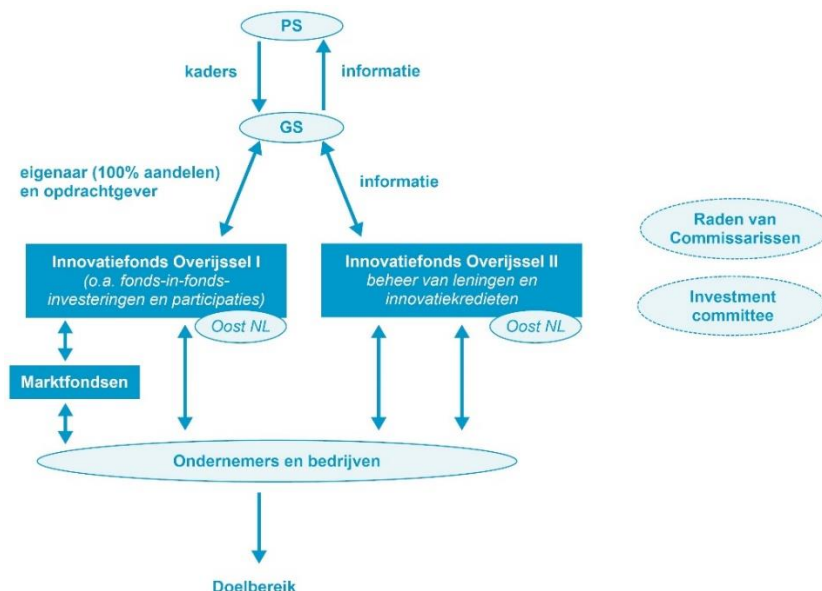 PS
kaders
informatie
GS
eigenaar (100% aandelen)
en opdrachtgever
informatie
Raden van
Commissarissen
Innovatiefonds Overijssel I
(o.a. fonds-in-fonds-
investeringen en participaties)
Oost NL
Innovatiefonds Overijssel II
beheer van leningen en
innovatiekredieten
Oost NL
Investment
committee
Marktfondsen
Ondernemers en bedrijven
Doelbereik